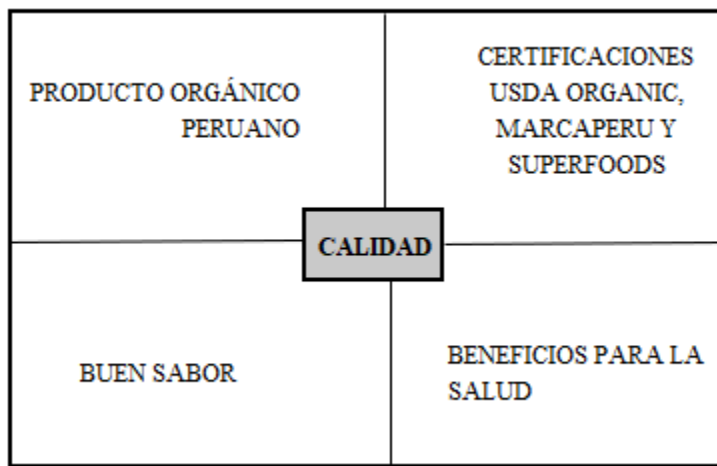 PRODUCTO ORGÁNICO
PERUANO
CERTIFICACIONES
USDA ORGANIC,
MARCAPERU Y
SUPERFOODS
CALIDAD
BUEN SABOR
BENEFICIOS PARA LA
SALUD